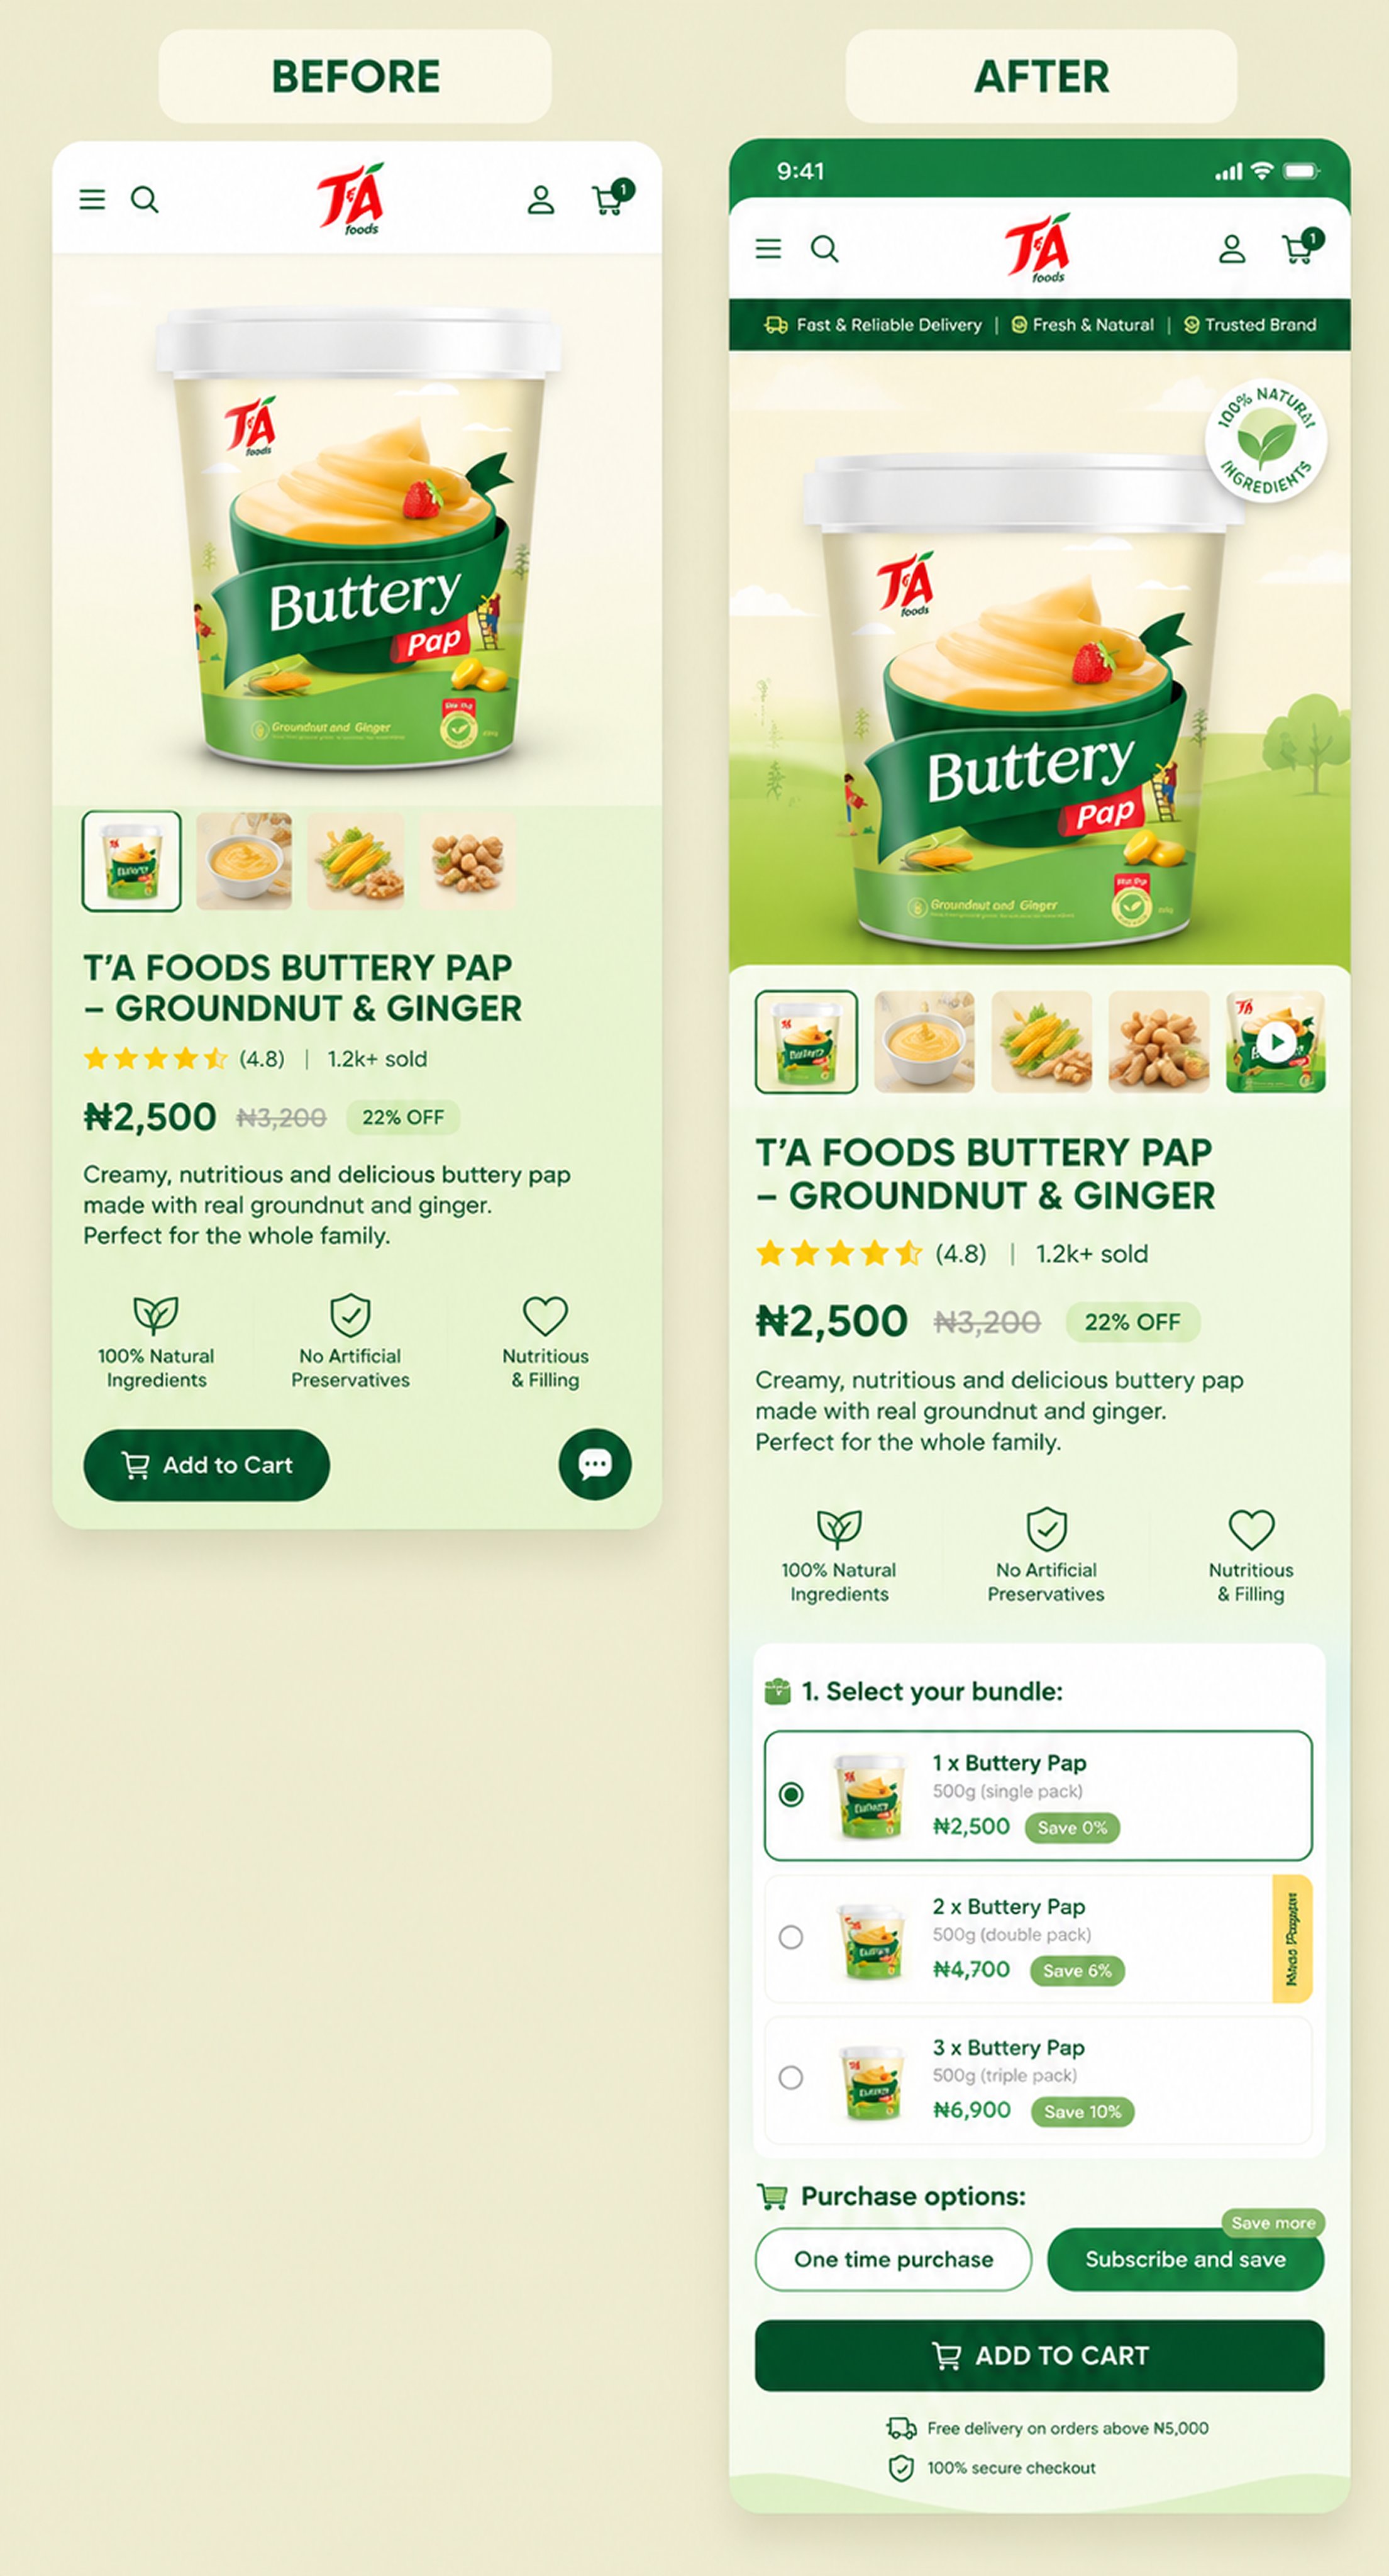 BEFORE
T'A
foods
1
T'A
foods
Buttery
Pap
Groundnut and Ginger
T'A FOODS BUTTERY PAP
– GROUNDNUT & GINGER
(4.8) | 1.2k+ sold
₦2,500 ₦3,200 22% OFF
Creamy, nutritious and delicious buttery pap
made with real groundnut and ginger.
Perfect for the whole family.
100% Natural
Ingredients
No Artificial
Preservatives
Nutritious
& Filling
Add to Cart
AFTER
9:41
T'A
foods
1
Fast & Reliable Delivery | Fresh & Natural | Trusted Brand
100% NATURAL
INGREDIENTS
T'A
foods
Buttery
Pap
Groundnut and Ginger
T'A FOODS BUTTERY PAP
– GROUNDNUT & GINGER
(4.8) | 1.2k+ sold
₦2,500 ₦3,200 22% OFF
Creamy, nutritious and delicious buttery pap
made with real groundnut and ginger.
Perfect for the whole family.
100% Natural
Ingredients
No Artificial
Preservatives
Nutritious
& Filling
1. Select your bundle:
1 x Buttery Pap
500g (single pack)
₦2,500 Save 0%
2 x Buttery Pap
500g (double pack)
₦4,700 Save 6%
3 x Buttery Pap
500g (triple pack)
₦6,900 Save 10%
Purchase options:
Save more
One time purchase
Subscribe and save
ADD TO CART
Free delivery on orders above ₦5,000
100% secure checkout